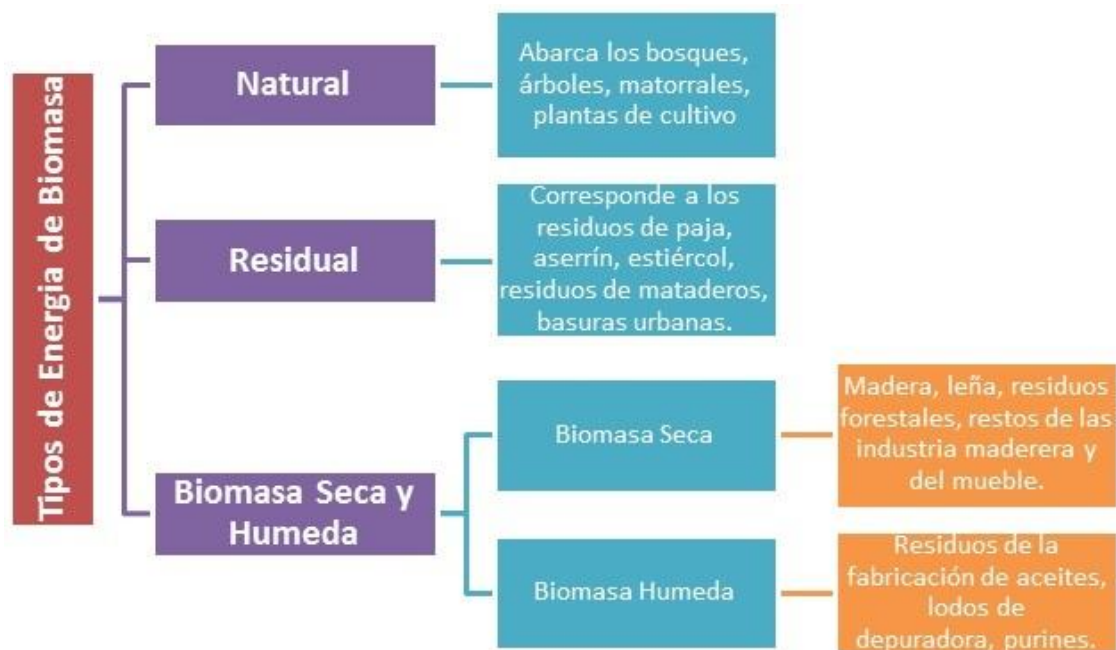 Tipos de Energia de Biomasa
Natural
Abarca los bosques,
árboles, matorrales,
plantas de cultivo
Residual
Corresponde a los
residuos de paja,
aserrín, estiércol,
residuos de mataderos,
basuras urbanas.
Biomasa Seca y
Humeda
Biomasa Seca
Madera, leña, residuos
forestales, restos de las
industria maderera y
del mueble.
Biomasa Humeda
Residuos de la
fabricación de aceites,
lodos de
depuradora, purines.